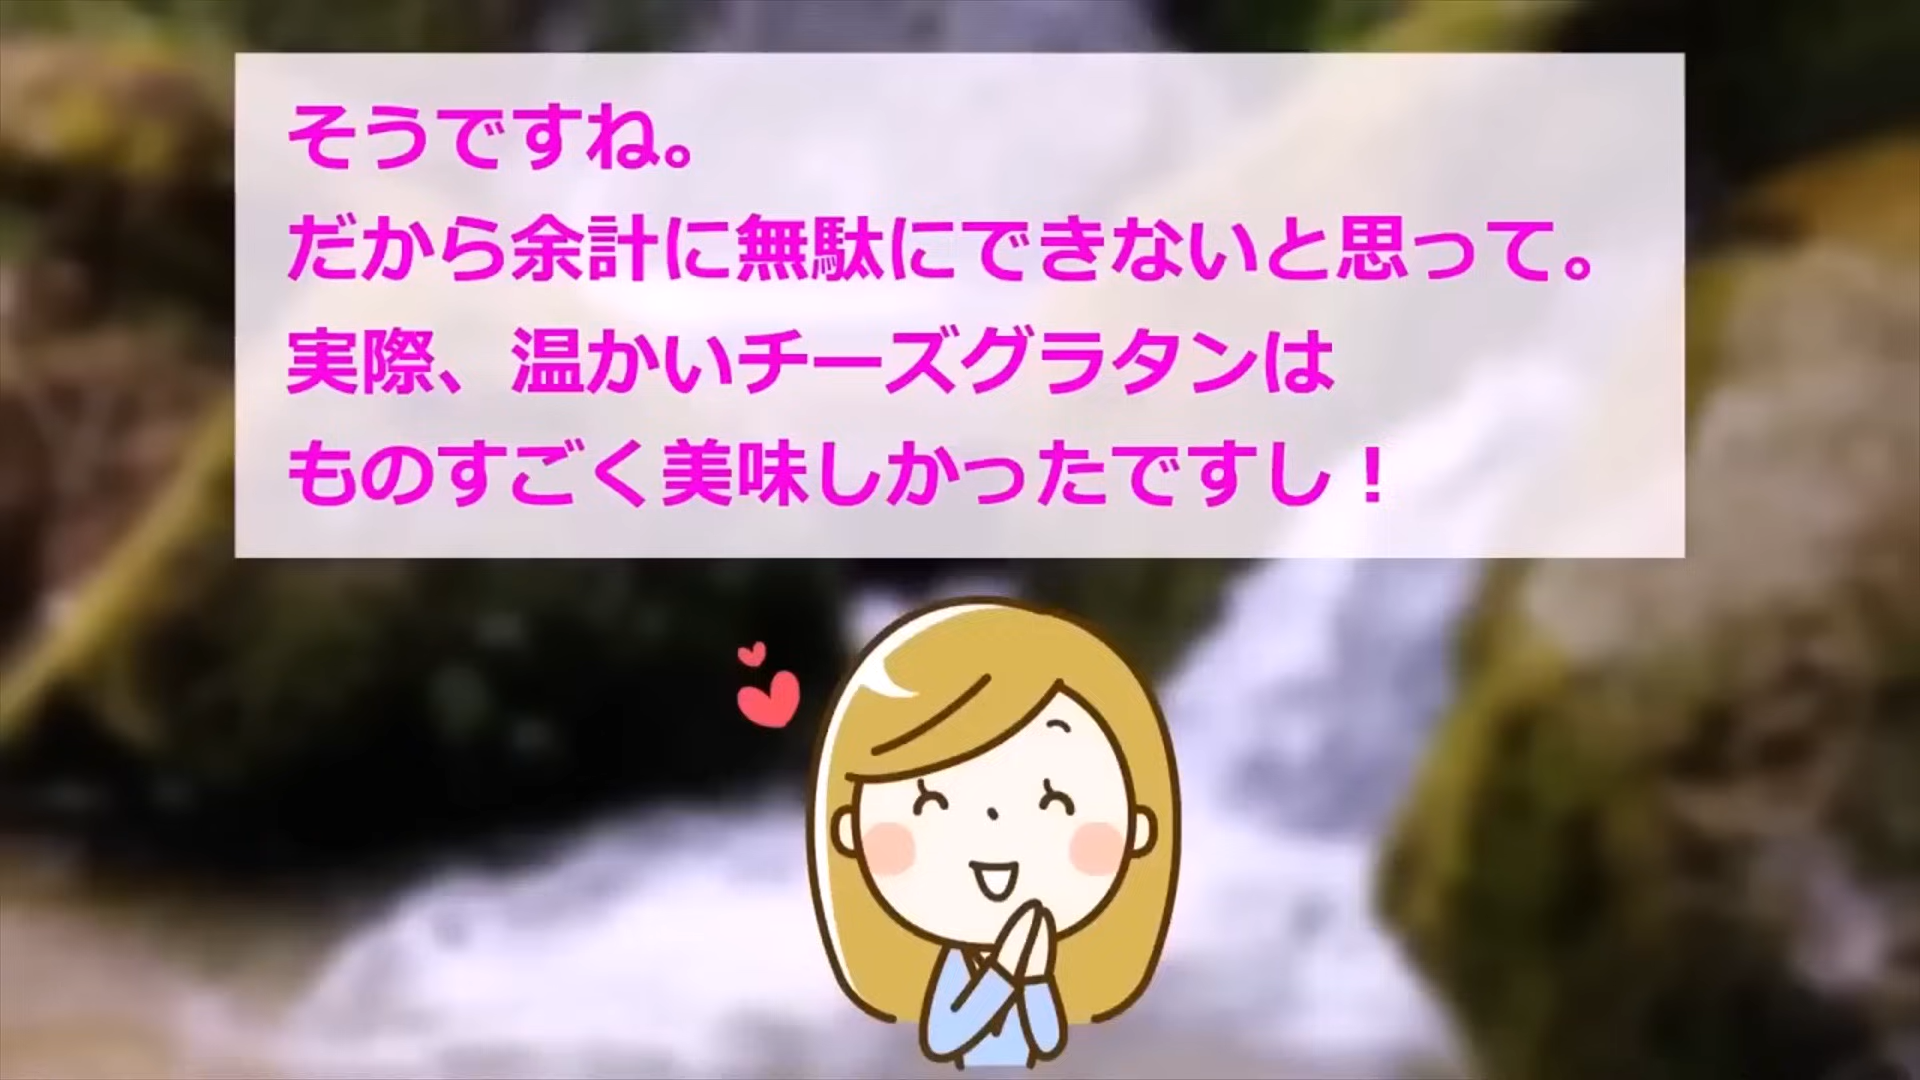 そうですね。
だから余計に無駄にできないと思って。
実際、温かいチーズグラタンは
ものすごく美味しかったですし！